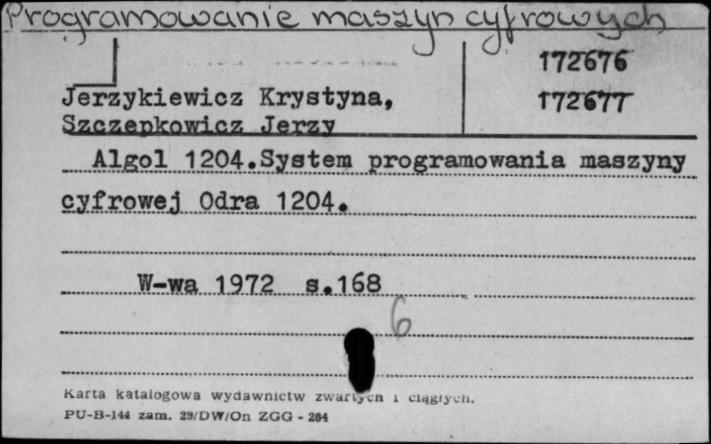 Programowanie maszyn cyfrowych
172676
Jerzykiewicz Krystyna,
172677
Szczepkowicz Jerzy
Algol 1204.System programowania maszyny
cyfrowej Odra 1204.
W-wa 1972 s.168
6
Karta katalogowa wydawnictw zwartych i ciągłych.
PU-B-144 zam. 29/DW/On ZGG - 204